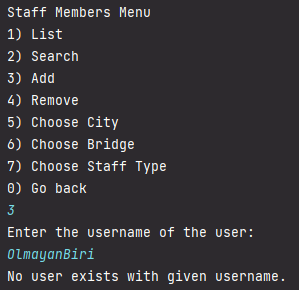 Staff Members Menu
1) List
2) Search
3) Add
4) Remove
5) Choose City
6) Choose Bridge
7) Choose Staff Type
0) Go back
3
Enter the username of the user:
OlmayanBiri
No user exists with given username.